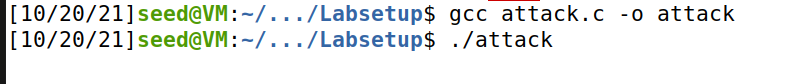 [10/20/21]seed@VM:~/.../Labsetup$ gcc attack.c -o attack
[10/20/21]seed@VM:~/.../Labsetup$ ./attack